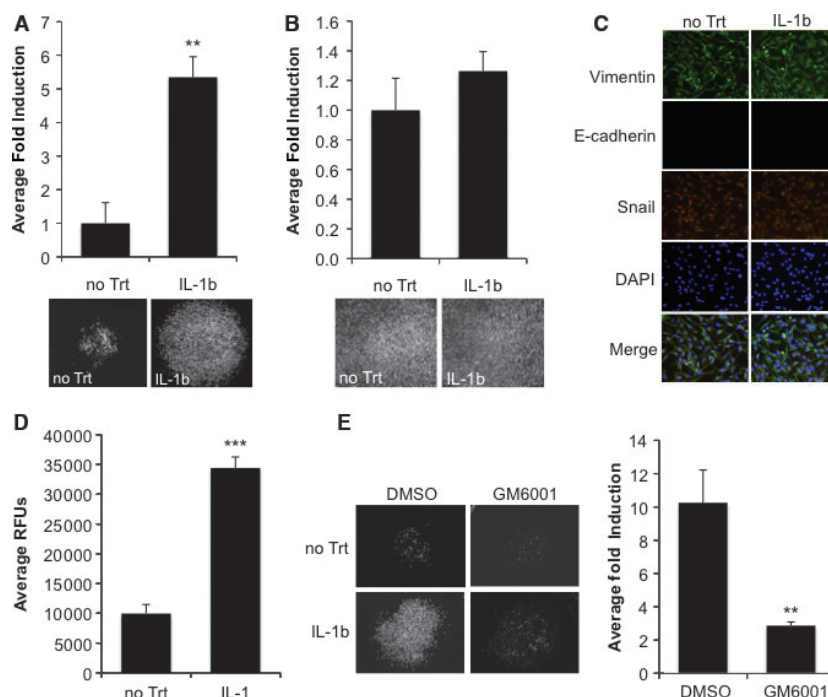 A
Average Fold Induction
7
6
5
4
3
2
1
0
**
no Trt IL-1b
no Trt IL-1b
B
Average Fold Induction
1.6
1.4
1.2
1.0
0.8
0.6
0.4
0.2
0.0
no Trt IL-1b
no Trt IL-1b
C
no Trt IL-1b
Vimentin
E-cadherin
Snail
DAPI
Merge
D
Average RFUs
40000
35000
30000
25000
20000
15000
10000
5000
0
***
no Trt IL-1
E
DMSO GM6001
no Trt
IL-1b
Average fold Induction
14
12
10
8
6
4
2
0
**
DMSO GM6001